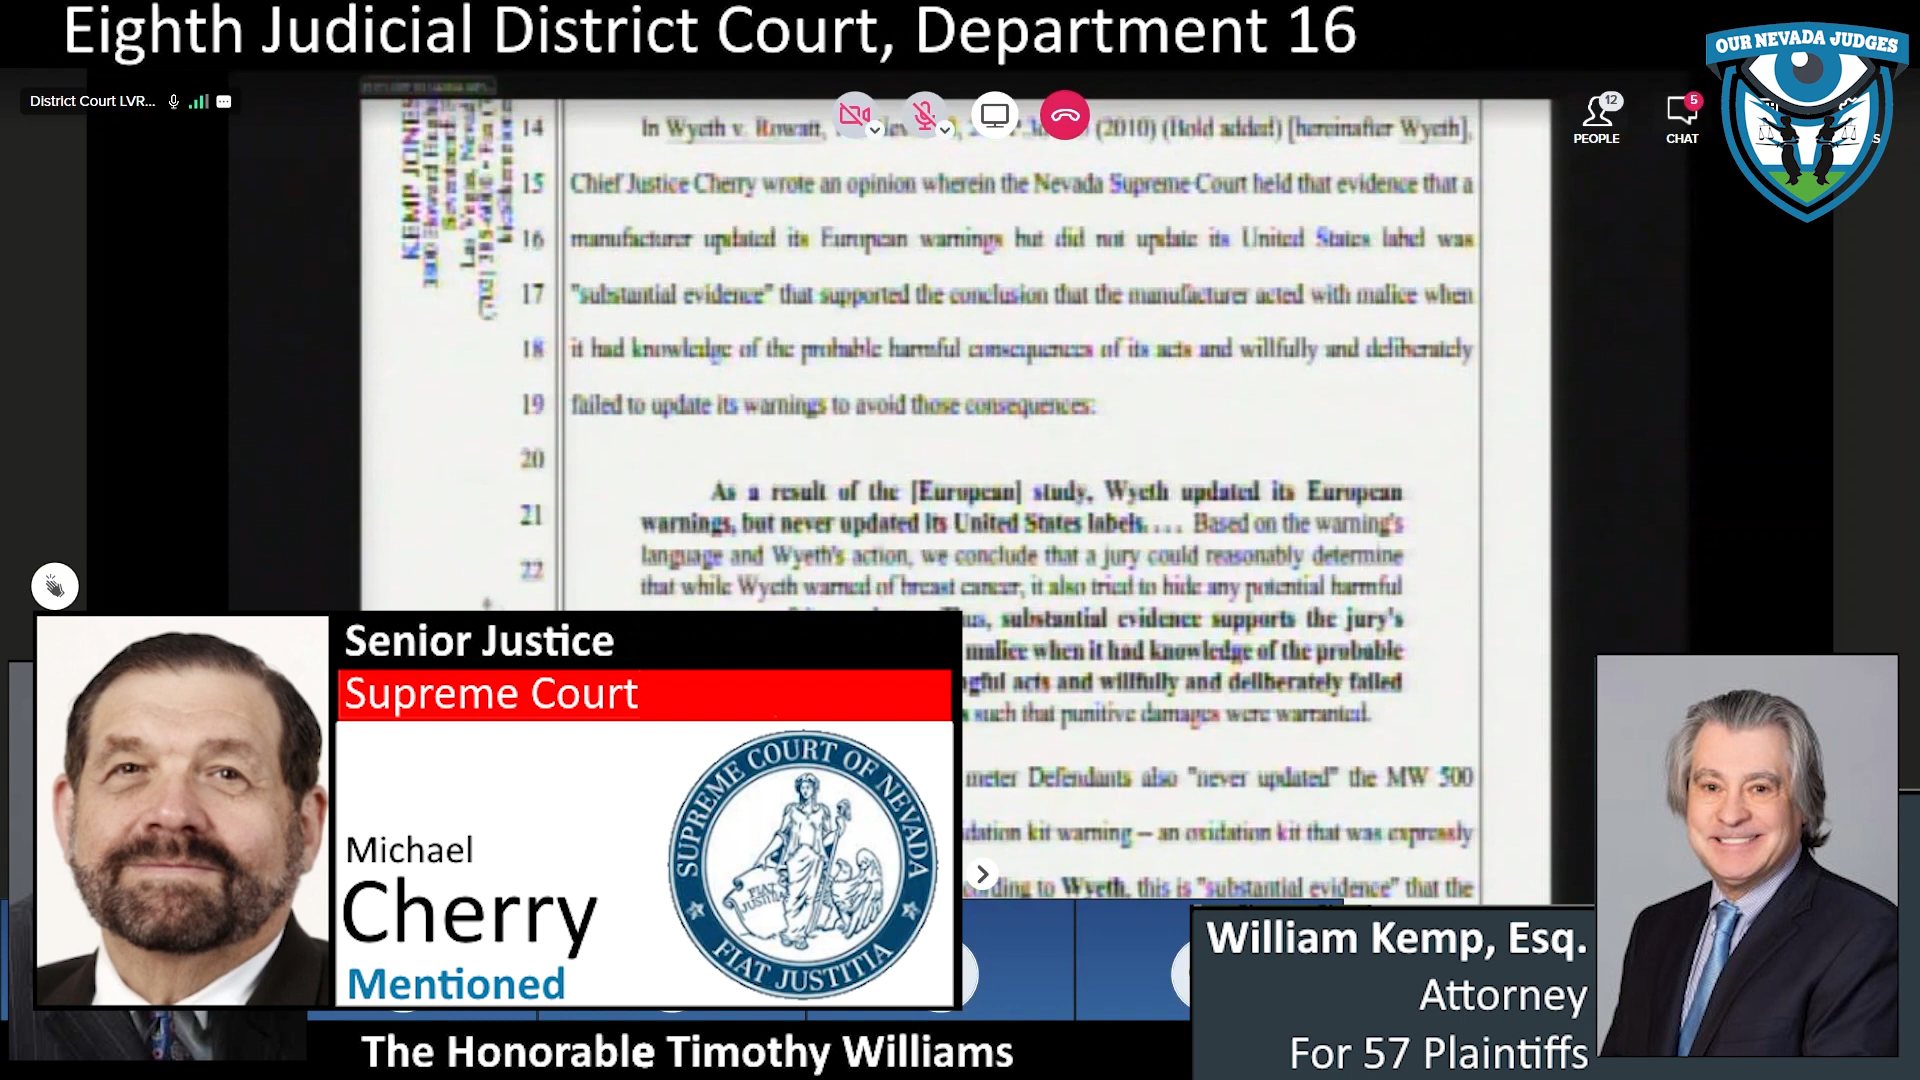 Eighth Judicial District Court, Department 16
OUR NEVADA JUDGES
District Court LVR...
12
PEOPLE
5
CHAT
KEMP JONES
14 In Wyeth v. Rowatt, (2010) (Bold added) [hereinafter Wyeth],
15 Chief Justice Cherry wrote an opinion wherein the Nevada Supreme Court held that evidence that a
16 manufacturer updated its European warnings but did not update its United States label was
17 "substantial evidence" that supported the conclusion that the manufacturer acted with malice when
18 it had knowledge of the probable harmful consequences of its acts and willfully and deliberately
19 failed to update its warnings to avoid those consequences:
20
As a result of the [European] study, Wyeth updated its European
21 warnings, but never updated its United States labels.... Based on the warning's
language and Wyeth's action, we conclude that a jury could reasonably determine
22 that while Wyeth warned of breast cancer, it also tried to hide any potential harmful
substantial evidence supports the jury's
malice when it had knowledge of the probable
acts and willfully and deliberately failed
such that punitive damages were warranted.
meter Defendants also "never updated" the MW 500
kit warning – an oxidation kit that was expressly
to Wyeth, this is "substantial evidence" that the
Senior Justice
Supreme Court
Michael
Cherry
Mentioned
SUPREME COURT OF NEVADA
FIAT JUSTITIA
FIAT JUSTITIA
William Kemp, Esq.
Attorney
For 57 Plaintiffs
The Honorable Timothy Williams